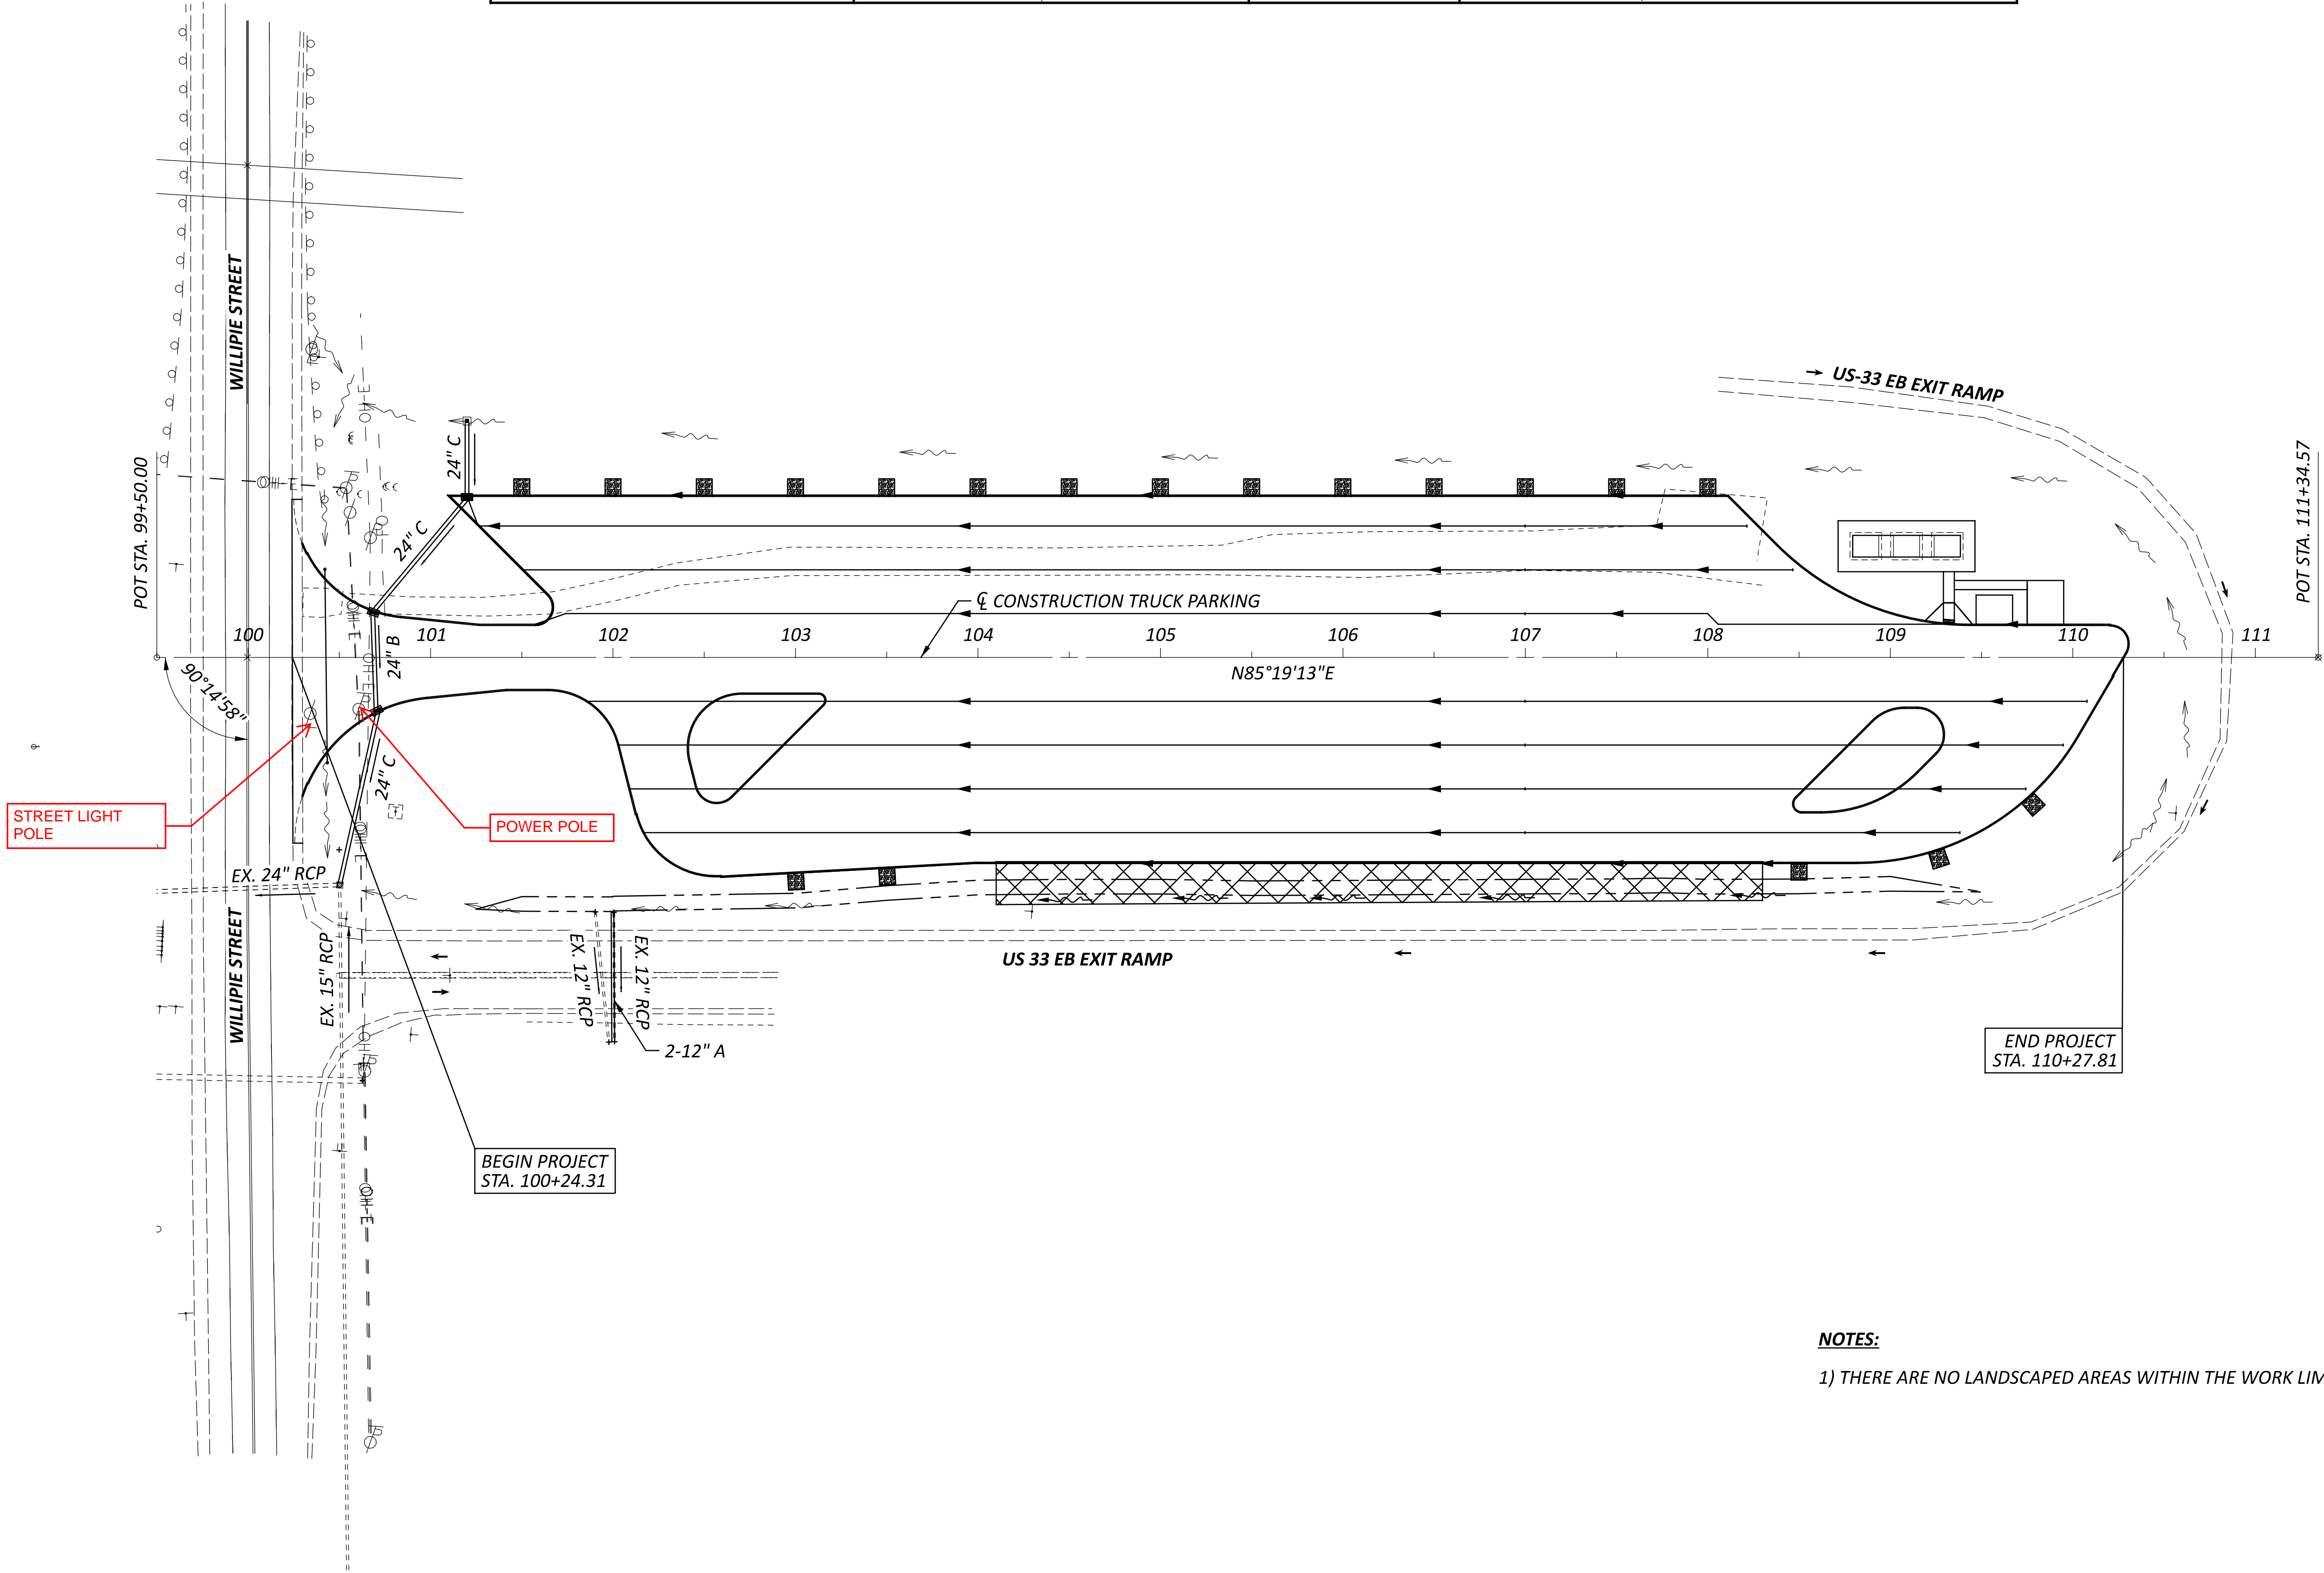 WILLIPIE STREET
US-33 EB EXIT RAMP
POT STA. 99+50.00
POT STA. 111+34.57
24" C
24" C
24" B
24" C
℄ CONSTRUCTION TRUCK PARKING
100
101
102
103
104
105
106
107
108
109
110
111
N85°19'13"E
90°14'58"
STREET LIGHT
POLE
POWER POLE
EX. 24" RCP
EX. 15" RCP
WILLIPIE STREET
EX. 12" RCP
EX. 12" RCP
2-12" A
US 33 EB EXIT RAMP
END PROJECT
STA. 110+27.81
BEGIN PROJECT
STA. 100+24.31
NOTES:
1) THERE ARE NO LANDSCAPED AREAS WITHIN THE WORK LIM